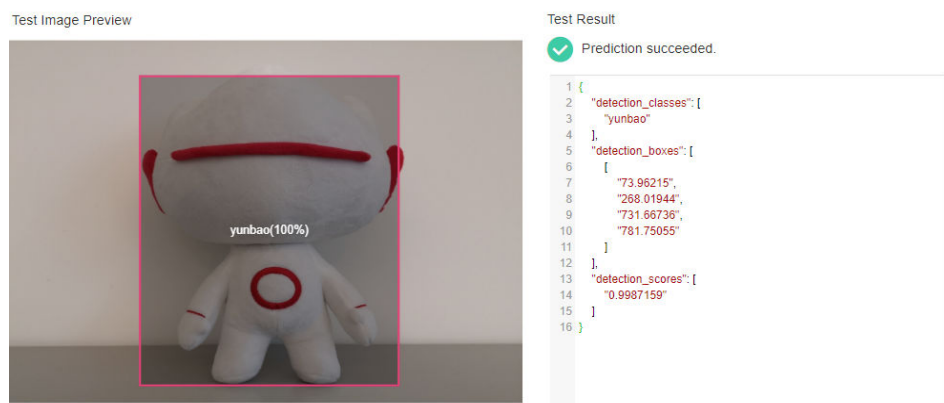 Test Image Preview
yunbao(100%)
Test Result
Prediction succeeded.
1 {
2 "detection_classes": [
3 "yunbao"
4 ],
5 "detection_boxes": [
6 [
7 "73.96215",
8 "268.01944",
9 "731.66736",
10 "781.75055"
11 ]
12 ],
13 "detection_scores": [
14 "0.9987159"
15 ]
16 }